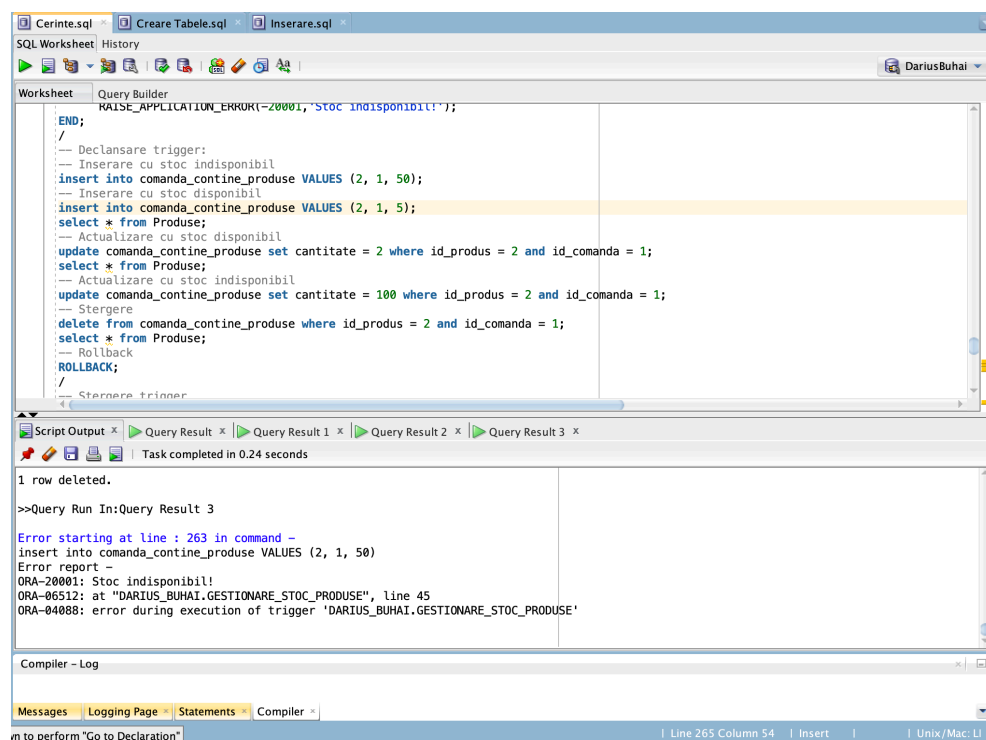 Cerinte.sql × Creare Tabele.sql × Inserare.sql ×
SQL Worksheet History
DariusBuhai
Worksheet Query Builder
RAISE_APPLICATION_ERROR(-20001,'Stoc indisponibil!');
END;
/
-- Declansare trigger:
-- Inserare cu stoc indisponibil
insert into comanda_contine_produse VALUES (2, 1, 50);
-- Inserare cu stoc disponibil
insert into comanda_contine_produse VALUES (2, 1, 5);
select * from Produse;
-- Actualizare cu stoc disponibil
update comanda_contine_produse set cantitate = 2 where id_produs = 2 and id_comanda = 1;
select * from Produse;
-- Actualizare cu stoc indisponibil
update comanda_contine_produse set cantitate = 100 where id_produs = 2 and id_comanda = 1;
-- Stergere
delete from comanda_contine_produse where id_produs = 2 and id_comanda = 1;
select * from Produse;
-- Rollback
ROLLBACK;
/
-- Stergere trigger
Script Output × Query Result × Query Result 1 × Query Result 2 × Query Result 3 ×
Task completed in 0.24 seconds
1 row deleted.
>>Query Run In:Query Result 3
Error starting at line : 263 in command -
insert into comanda_contine_produse VALUES (2, 1, 50)
Error report -
ORA-20001: Stoc indisponibil!
ORA-06512: at "DARIUS_BUHAI.GESTIONARE_STOC_PRODUSE", line 45
ORA-04088: error during execution of trigger 'DARIUS_BUHAI.GESTIONARE_STOC_PRODUSE'
Compiler - Log
Messages Logging Page × Statements × Compiler ×
wn to perform "Go to Declaration" | Line 265 Column 54 | Insert | | Unix/Mac: LI